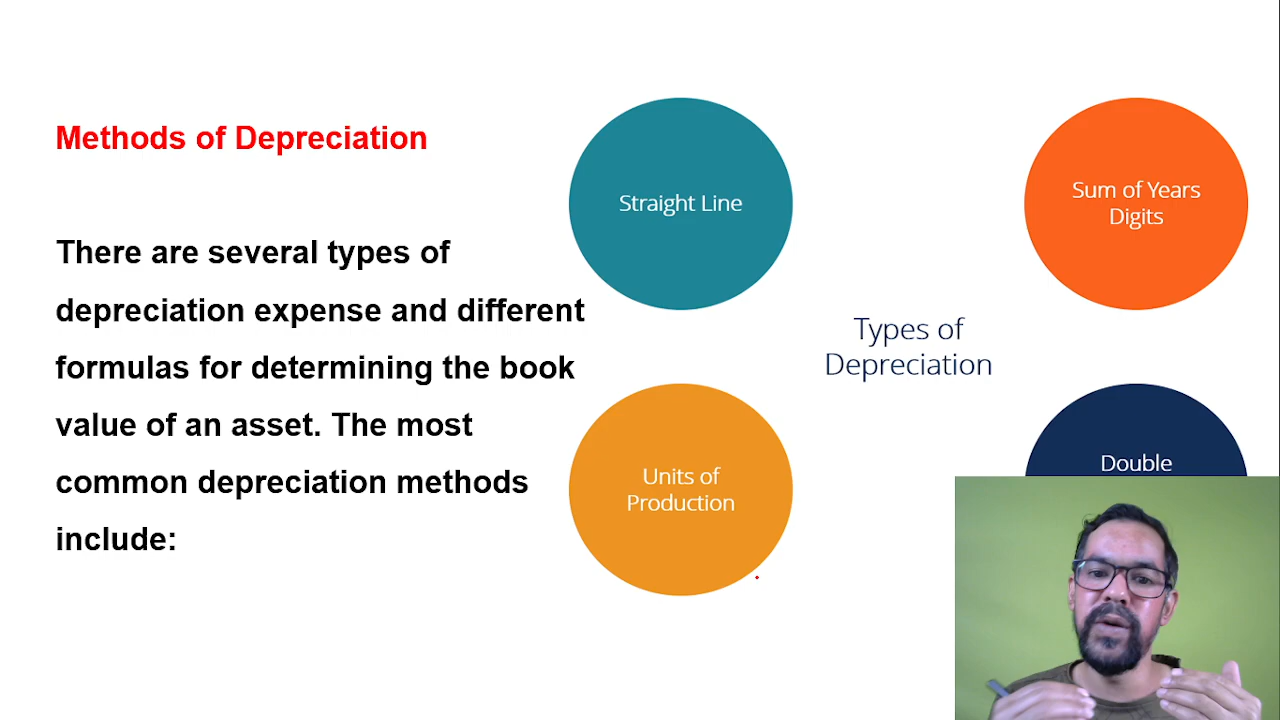 Methods of Depreciation
There are several types of
depreciation expense and different
formulas for determining the book
value of an asset. The most
common depreciation methods
include:
Straight Line
Sum of Years
Digits
Types of
Depreciation
Units of
Production
Double